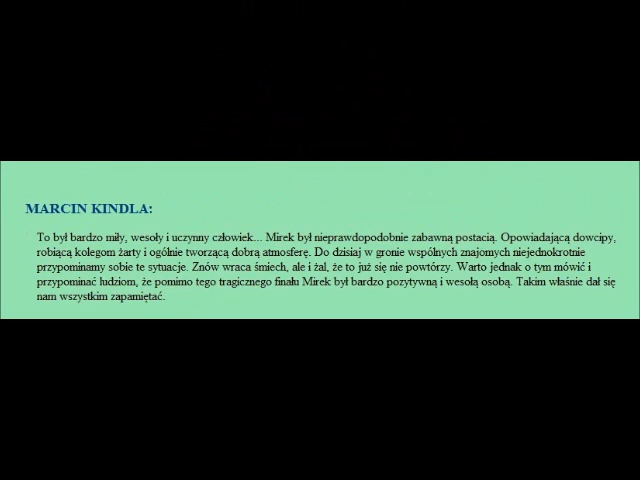 MARCIN KINDLA:
To był bardzo miły, wesoły i uczynny człowiek... Mirek był nieprawdopodobnie zabawną postacią. Opowiadającą dowcipy,
robiącą kolegom żarty i ogólnie tworzącą dobrą atmosferę. Do dzisiaj w gronie wspólnych znajomych niejednokrotnie
przypominamy sobie te sytuacje. Znów wraca śmiech, ale i żal, że to już się nie powtórzy. Warto jednak o tym mówić i
przypominać ludziom, że pomimo tego tragicznego finału Mirek był bardzo pozytywną i wesołą osobą. Takim właśnie dał się
nam wszystkim zapamiętać.